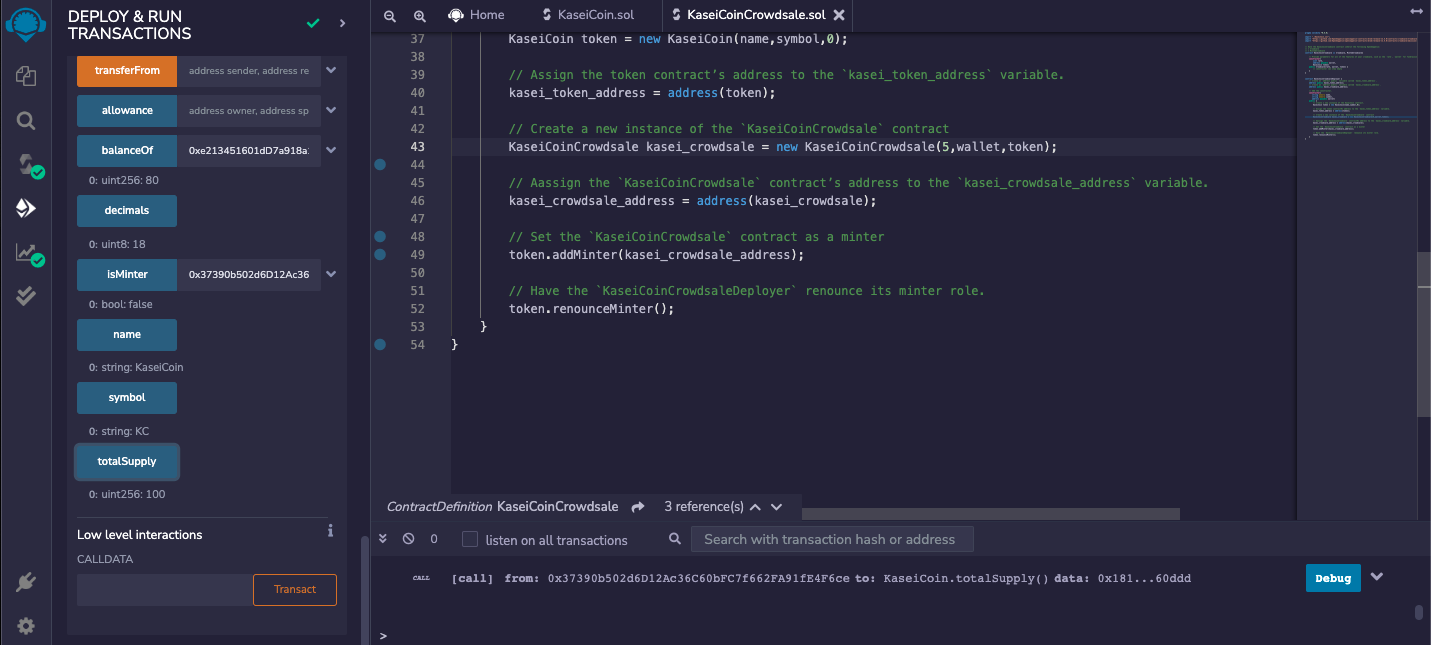 DEPLOY & RUN
TRANSACTIONS
transferFrom address sender, address re
allowance address owner, address sp
balanceOf 0xe213451601dD7a918a
0: uint256: 80
decimals
0: uint8: 18
isMinter 0x37390b502d6D12Ac36
0: bool: false
name
0: string: KaseiCoin
symbol
0: string: KC
totalSupply
0: uint256: 100
Low level interactions
CALLDATA
Transact
Home KaseiCoin.sol KaseiCoinCrowdsale.sol
37 KaseiCoin token = new KaseiCoin(name,symbol,0);
38
39 // Assign the token contract’s address to the `kasei_token_address` variable.
40 kasei_token_address = address(token);
41
42 // Create a new instance of the `KaseiCoinCrowdsale` contract
43 KaseiCoinCrowdsale kasei_crowdsale = new KaseiCoinCrowdsale(5,wallet,token);
44
45 // Aassign the `KaseiCoinCrowdsale` contract’s address to the `kasei_crowdsale_address` variable.
46 kasei_crowdsale_address = address(kasei_crowdsale);
47
48 // Set the `KaseiCoinCrowdsale` contract as a minter
49 token.addMinter(kasei_crowdsale_address);
50
51 // Have the `KaseiCoinCrowdsaleDeployer` renounce its minter role.
52 token.renounceMinter();
53 }
54 }
ContractDefinition KaseiCoinCrowdsale 3 reference(s)
0 listen on all transactions Search with transaction hash or address
CALL [call] from: 0x37390b502d6D12Ac36C60bFC7f662FA91fE4F6ce to: KaseiCoin.totalSupply() data: 0x181...60ddd Debug
>